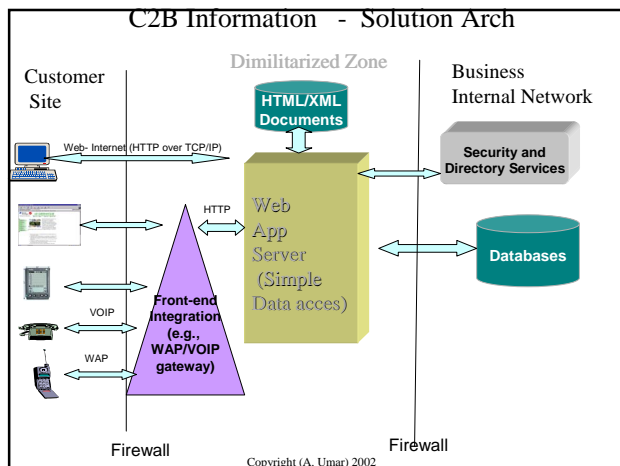 C2B Information - Solution Arch
Customer
Site
Dimilitarized Zone
Business
Internal Network
HTML/XML
Documents
Web- Internet (HTTP over TCP/IP)
Security and
Directory Services
HTTP
Web
App
Server
(Simple
Data acces)
Databases
Front-end
Integration
(e.g.,
WAP/VOIP
gateway)
VOIP
WAP
Firewall
Firewall
Copyright (A. Umar) 2002